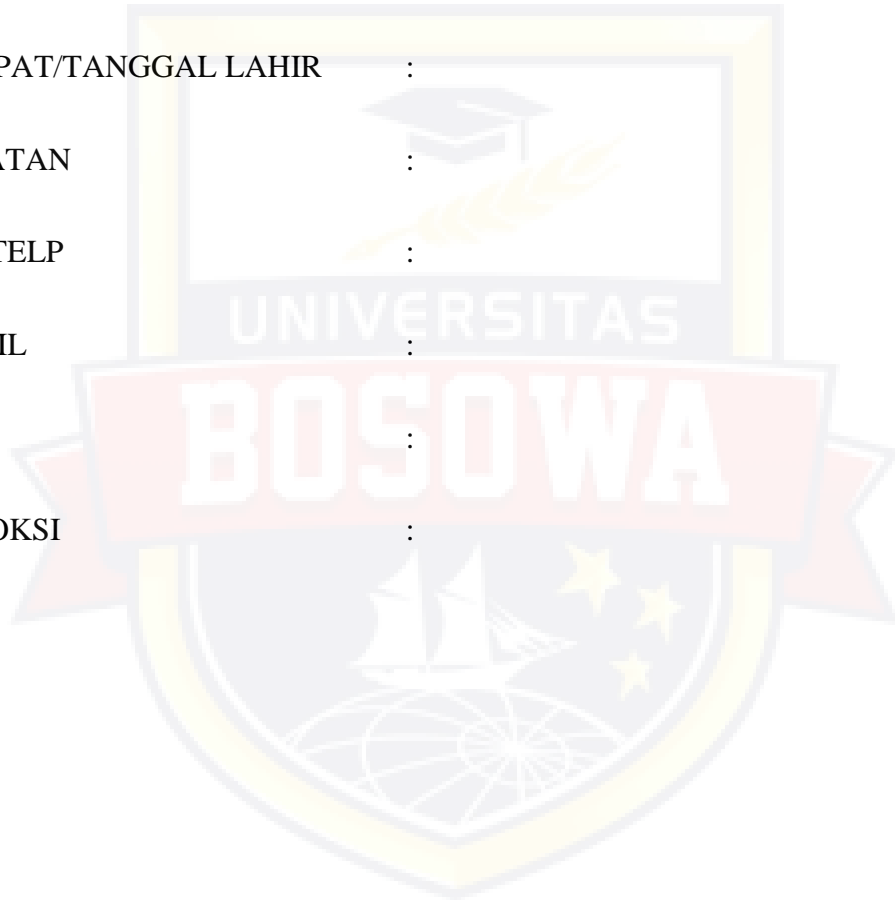 PAT/TANGGAL LAHIR :
ATAN :
TELP :
UNIVERSITAS
IL :
BOSOWA
:
OKSI :